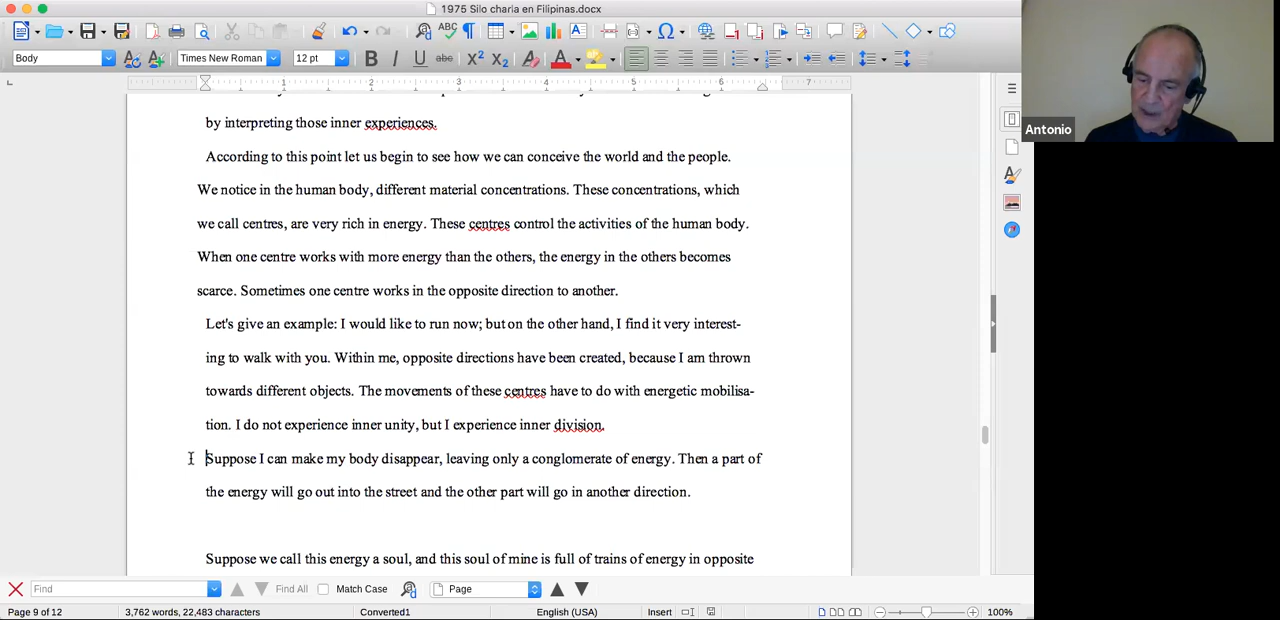 1975 Silo charia en Filipinas.docx
Body
Times New Roman
12 pt
Antonio
1
2
3
4
5
6
7
by interpreting those inner experiences.
According to this point let us begin to see how we can conceive the world and the people.
We notice in the human body, different material concentrations. These concentrations, which
we call centres, are very rich in energy. These centres control the activities of the human body.
When one centre works with more energy than the others, the energy in the others becomes
scarce. Sometimes one centre works in the opposite direction to another.
Let's give an example: I would like to run now; but on the other hand, I find it very interest-
ing to walk with you. Within me, opposite directions have been created, because I am thrown
towards different objects. The movements of these centres have to do with energetic mobilisa-
tion. I do not experience inner unity, but I experience inner division.
Suppose I can make my body disappear, leaving only a conglomerate of energy. Then a part of
the energy will go out into the street and the other part will go in another direction.
Suppose we call this energy a soul, and this soul of mine is full of trains of energy in opposite
Find
Find All
Match Case
Page
Page 9 of 12
3,762 words, 22,483 characters
Converted1
English (USA)
Insert
100%